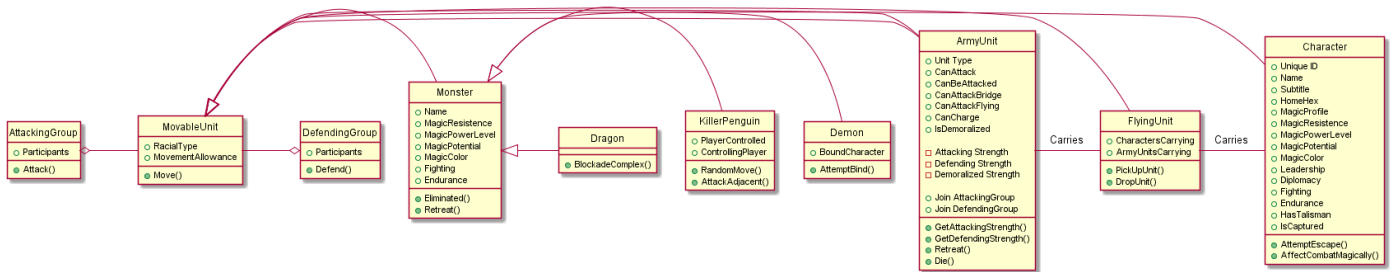 AttackingGroup
Participants
Attack()
MovableUnit
RacialType
MovementAllowance
Move()
DefendingGroup
Participants
Defend()
Monster
Name
MagicResistence
MagicPowerLevel
MagicPotential
MagicColor
Fighting
Endurance
Eliminated()
Retreat()
Dragon
BlockadeComplex()
KillerPenguin
PlayerControlled
ControllingPlayer
RandomMove()
AttackAdjacent()
Demon
BoundCharacter
AttemptBind()
ArmyUnit
Unit Type
CanAttack
CanBeAttacked
CanAttackBridge
CanAttackFlying
CanCharge
IsDemoralized
Attacking Strength
Defending Strength
Demoralized Strength
Join AttackingGroup
Join DefendingGroup
GetAttackingStrength()
GetDefendingStrength()
Retreat()
Die()
Carries
FlyingUnit
CharactersCarrying
ArmyUnitsCarrying
PickUpUnit()
DropUnit()
Carries
Character
Unique ID
Name
Subtitle
HomeHex
MagicProfile
MagicResistence
MagicPowerLevel
MagicPotential
MagicColor
Leadership
Diplomacy
Fighting
Endurance
HasTalisman
IsCaptured
AttemptEscape()
AffectCombatMagically()